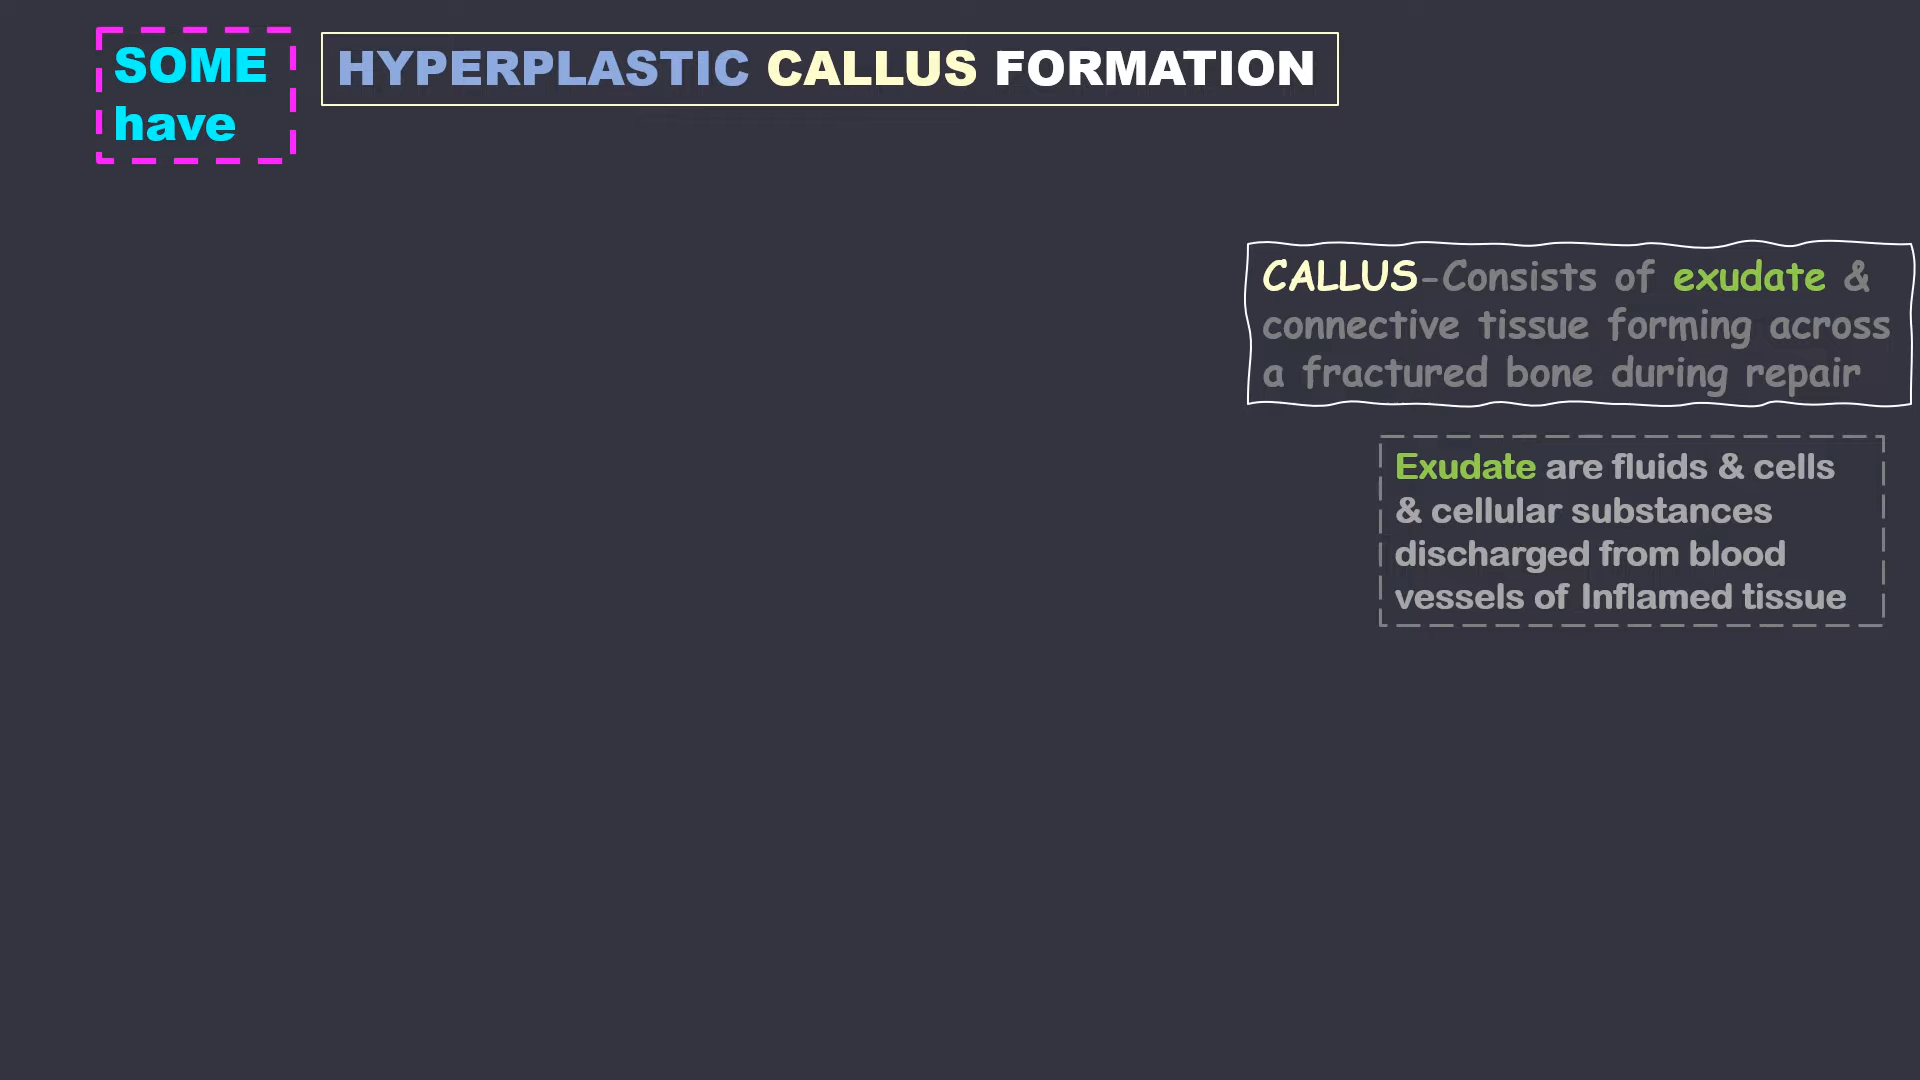 SOME
have
HYPERPLASTIC CALLUS FORMATION
CALLUS-Consists of exudate &
connective tissue forming across
a fractured bone during repair
Exudate are fluids & cells
& cellular substances
discharged from blood
vessels of Inflamed tissue